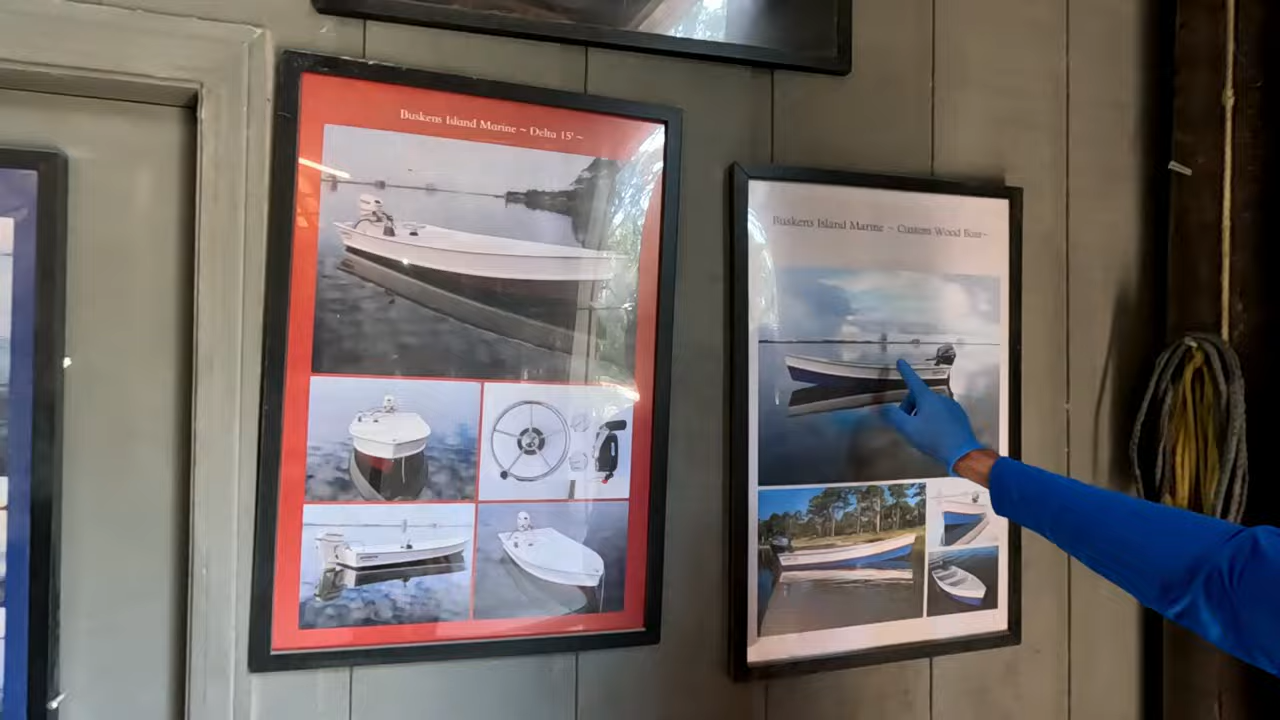 Buskens Island Marine ~ Delta 15' ~
Buskens Island Marine ~ Custom Wood Boat~